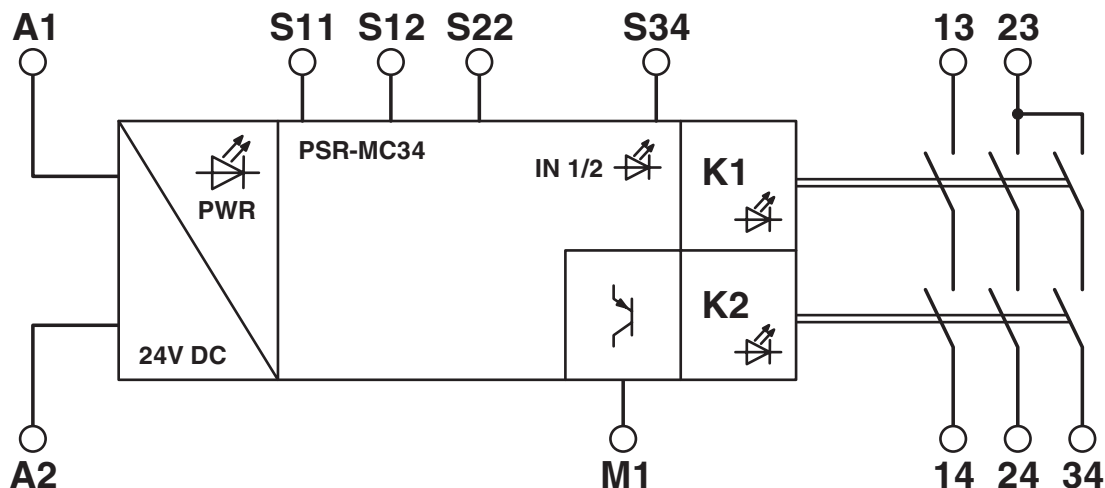 A1 S11 S12 S22 S34 13 23
PSR-MC34
IN 1/2
K1
PWR
K2
24V DC
A2 M1 14 24 34